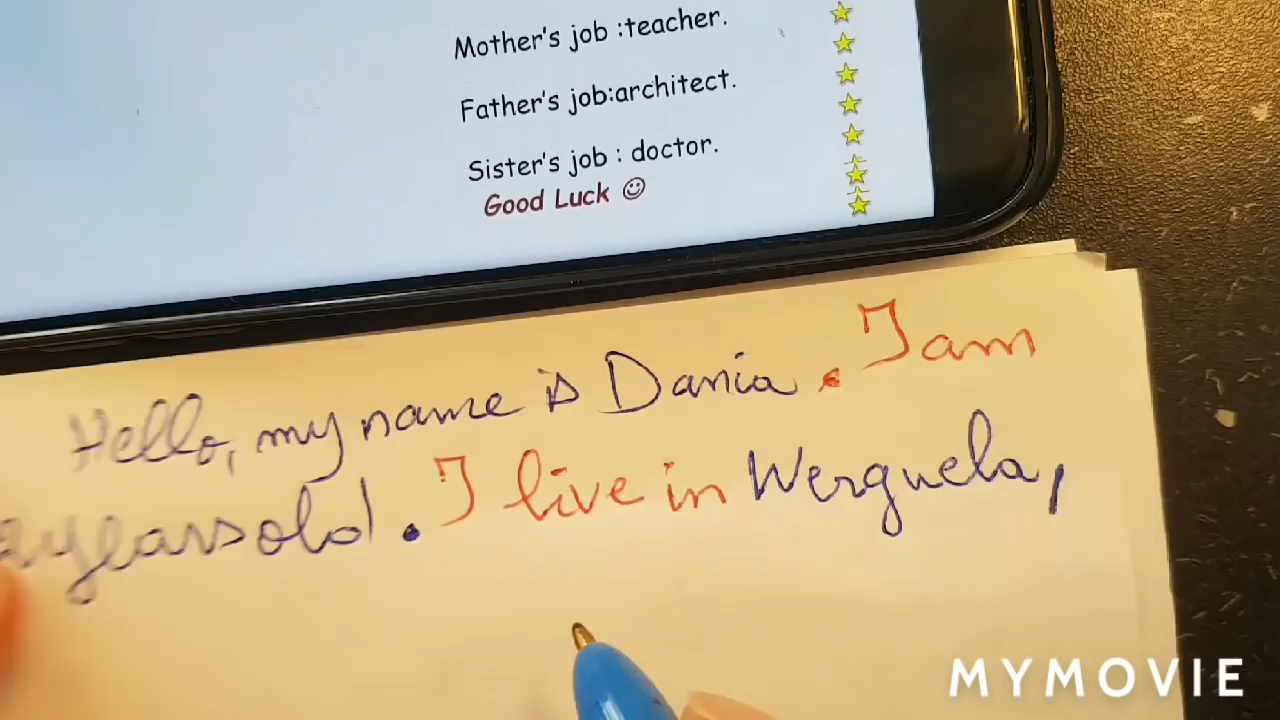 Mother's job :teacher.
Father's job:architect.
Sister's job : doctor.
Good Luck ☺
Hello, my name is Dania. I am
years old. I live in Werguela,
MYMOVIE